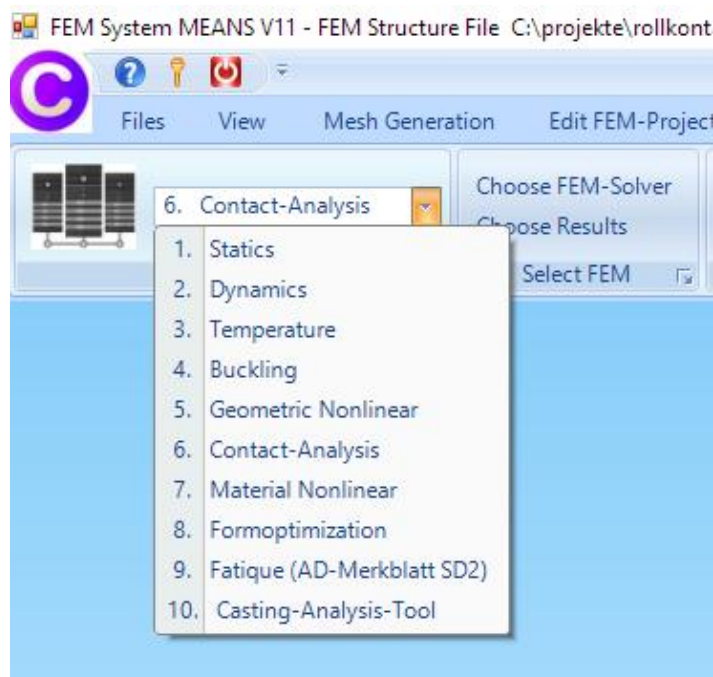 FEM System MEANS V11 - FEM Structure File C:\projekte\rollkont
C
Files View Mesh Generation Edit FEM-Project
6. Contact-Analysis
Choose FEM-Solver
Choose Results
Select FEM
1. Statics
2. Dynamics
3. Temperature
4. Buckling
5. Geometric Nonlinear
6. Contact-Analysis
7. Material Nonlinear
8. Formoptimization
9. Fatique (AD-Merkblatt SD2)
10. Casting-Analysis-Tool